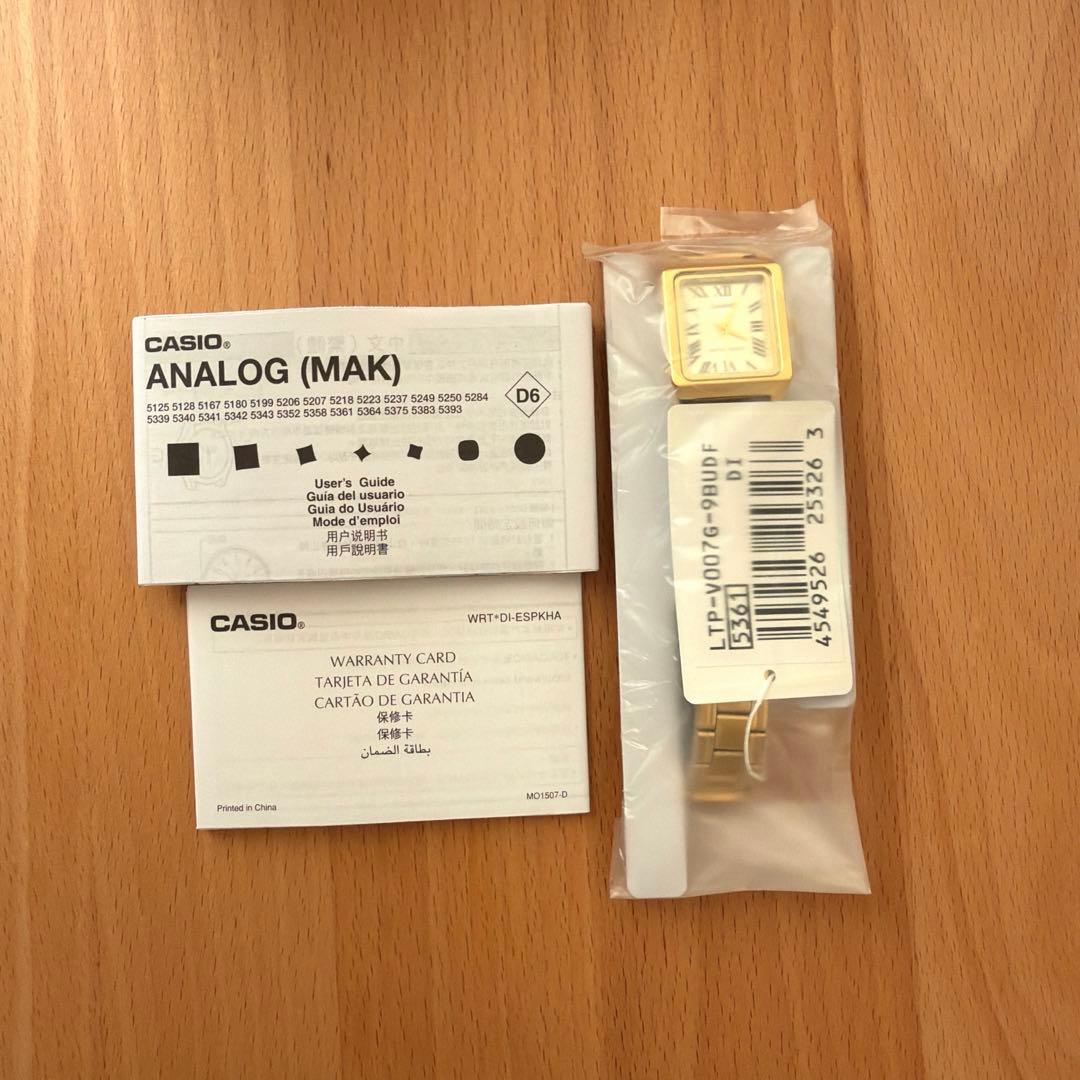 CASIO®
ANALOG (MAK)
5125 5128 5167 5180 5199 5206 5207 5218 5223 5237 5249 5250 5284
5339 5340 5341 5342 5343 5352 5358 5361 5364 5375 5383 5393
D6
User's Guide
Guía del usuario
Guia do Usuário
Mode d'emploi
用户说明书
用戶說明書
CASIO®
WRT*DI-ESPKHA
WARRANTY CARD
TARJETA DE GARANTÍA
CARTÃO DE GARANTIA
保修卡
保修卡
بطاقة الضمان
Printed in China
MO1507-D
LTP-V007G-9BUDF
5361 DI
4549526 25326 3